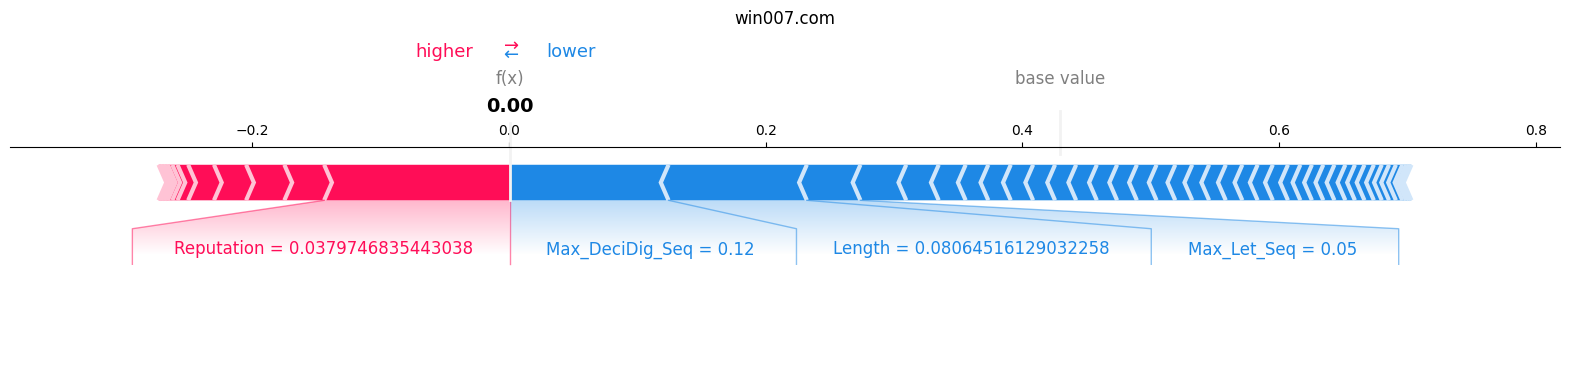 win007.com
higher ⇄ lower
f(x) base value
0.00
−0.2 0.0 0.2 0.4 0.6 0.8
Reputation = 0.0379746835443038 Max_DeciDig_Seq = 0.12 Length = 0.08064516129032258 Max_Let_Seq = 0.05